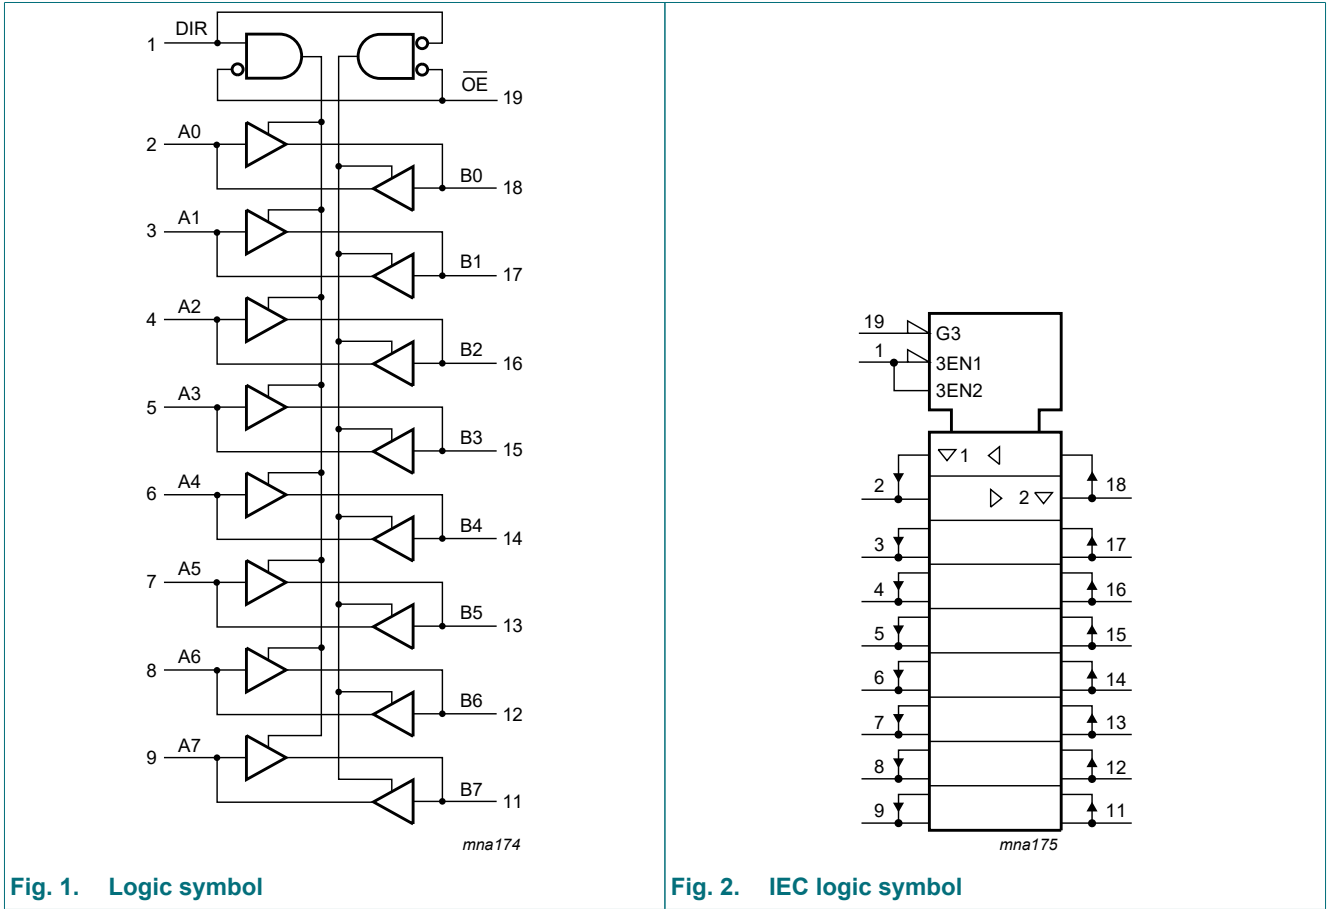 DIR
1
OE
19
A0
2
B0
18
A1
3
B1
17
A2
4
B2
16
A3
5
B3
15
A4
6
B4
14
A5
7
B5
13
A6
8
B6
12
A7
9
B7
11
mna174
Fig. 1. Logic symbol
19
G3
1
3EN1
3EN2
1
2
18
2
3
17
4
16
5
15
6
14
7
13
8
12
9
11
mna175
Fig. 2. IEC logic symbol